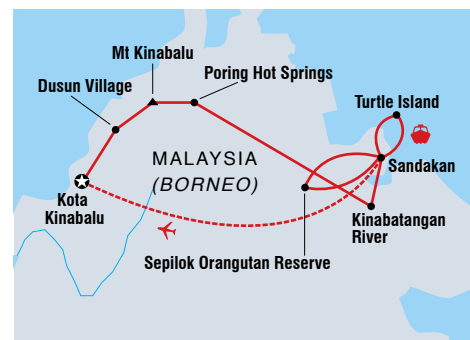 Mt Kinabalu
Poring Hot Springs
Dusun Village
Turtle Island
MALAYSIA
(BORNEO)
Sandakan
Kota
Kinabalu
Kinabatangan
River
Sepilok Orangutan Reserve